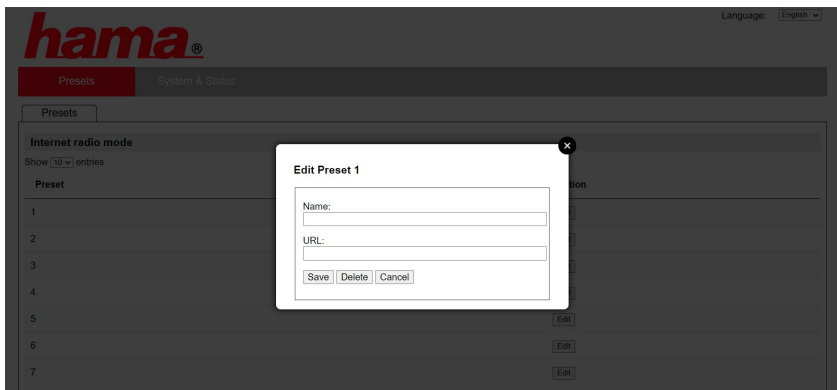 Language: English
hama®
Presets System & Status
Presets
Internet radio mode
Show 10 entries
Preset
1
2
3
4
5 Edit
6 Edit
7 Edit
Edit Preset 1
Name:
URL:
Save Delete Cancel